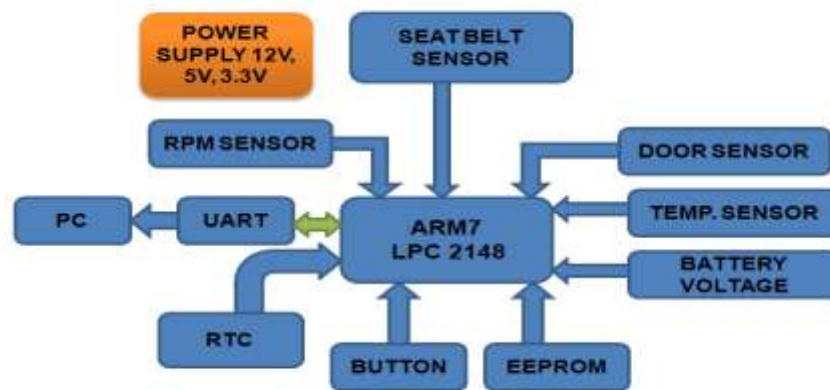 POWER
SUPPLY 12V,
5V, 3.3V
SEAT BELT
SENSOR
RPM SENSOR
DOOR SENSOR
PC
UART
ARM7
LPC 2148
TEMP. SENSOR
BATTERY
VOLTAGE
RTC
BUTTON
EEPROM